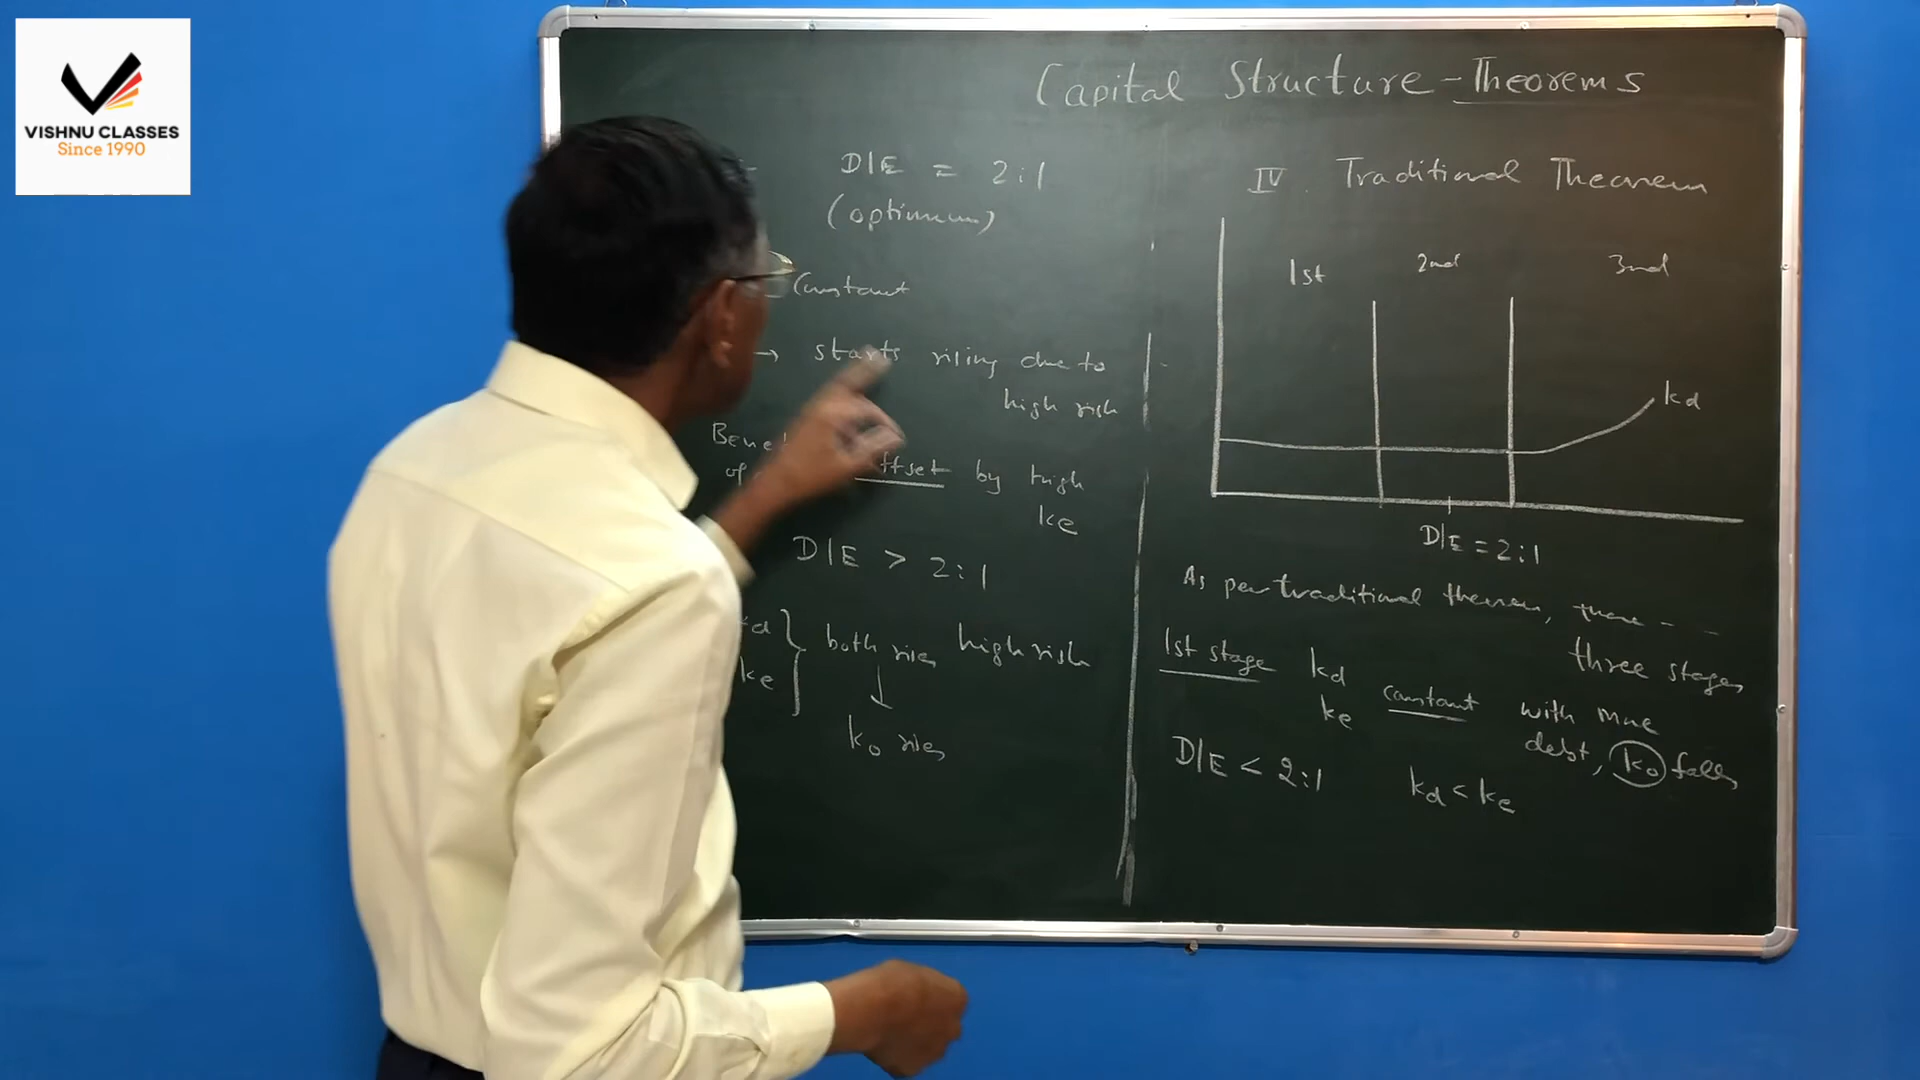 VISHNU CLASSES
Since 1990
Capital Structure - Theorems
D/E = 2:1
(optimum)
Constant
→ starts rising due to
high risk
by high
ke
D/E > 2:1
ke } both rises high risk
↓
ko rises
IV. Traditional Theorem
1st 2nd 3rd
kd
D/E = 2:1
As per traditional theorem, there - -
three stages
1st stage kd
ke constant with more
debt, ko falls
D/E < 2:1 kd < ke